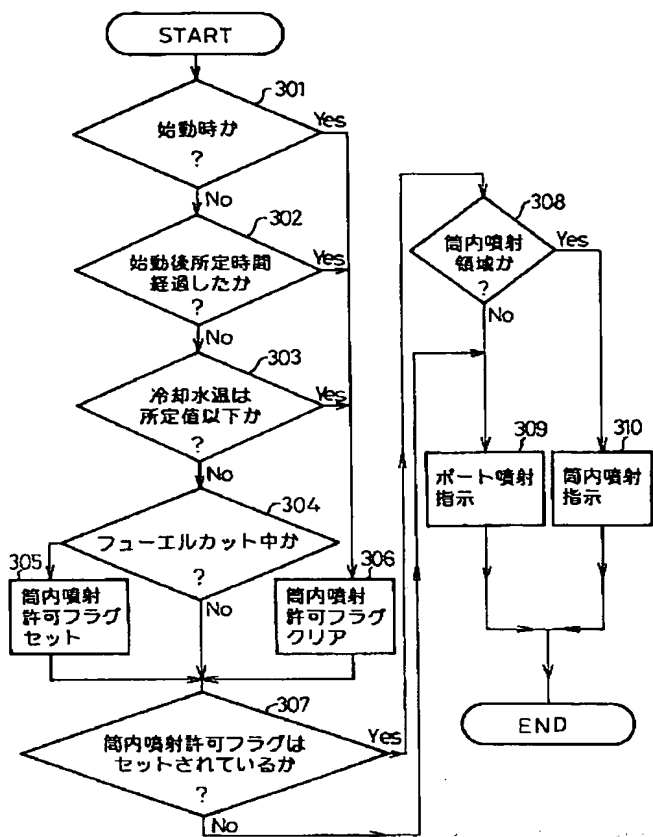 START
301
始動時か
?
Yes
No
302
始動後所定時間
経過したか
?
Yes
No
303
冷却水温は
所定値以下か
?
Yes
No
304
フューエルカット中か
?
No
305
筒内噴射
許可フラグ
セット
306
筒内噴射
許可フラグ
クリア
307
筒内噴射許可フラグは
セットされているか
?
Yes
No
308
筒内噴射
領域か
?
Yes
No
309
ポート噴射
指示
310
筒内噴射
指示
END